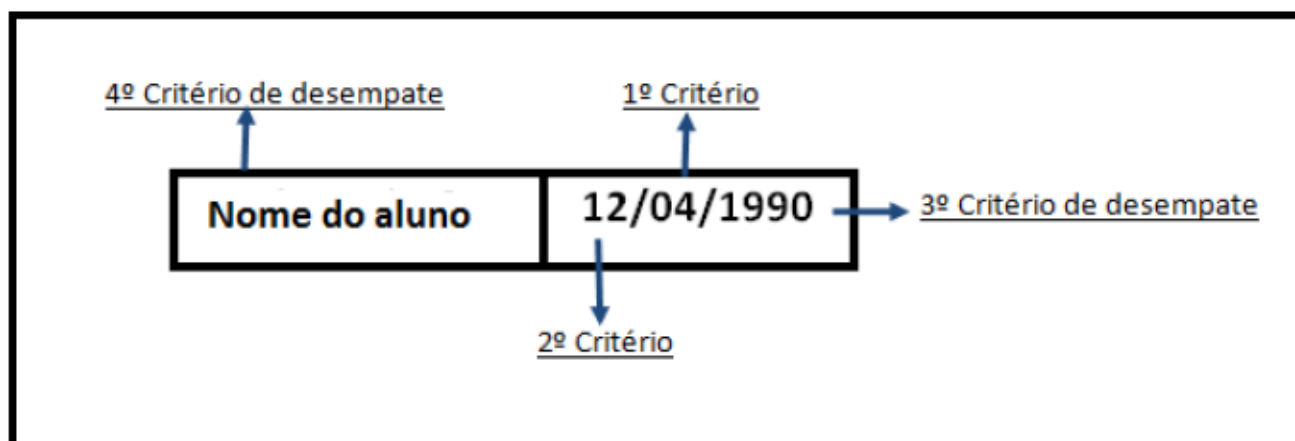 4º Critério de desempate
1º Critério
Nome do aluno
12/04/1990
3º Critério de desempate
2º Critério